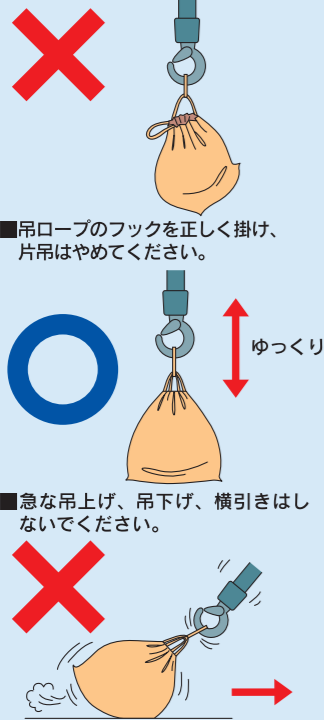 ■吊ロープのフックを正しく掛け、
片吊はやめてください。
ゆっくり
■急な吊上げ、吊下げ、横引きはし
ないでください。